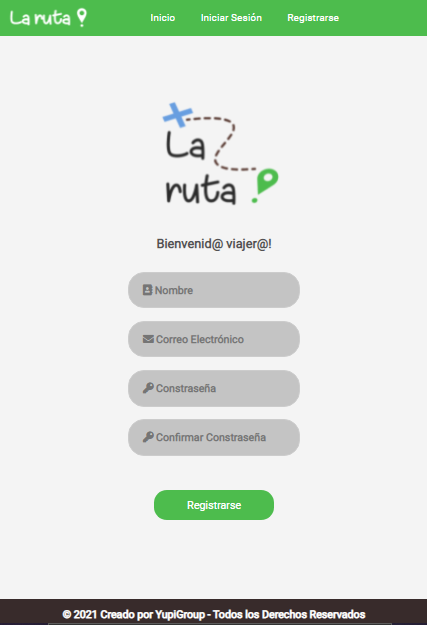 La ruta
Inicio
Iniciar Sesión
Registrarse
La
ruta
Bienvenid@ viajer@!
Nombre
Correo Electrónico
Constraseña
Confirmar Constraseña
Registrarse
© 2021 Creado por YupiGroup - Todos los Derechos Reservados